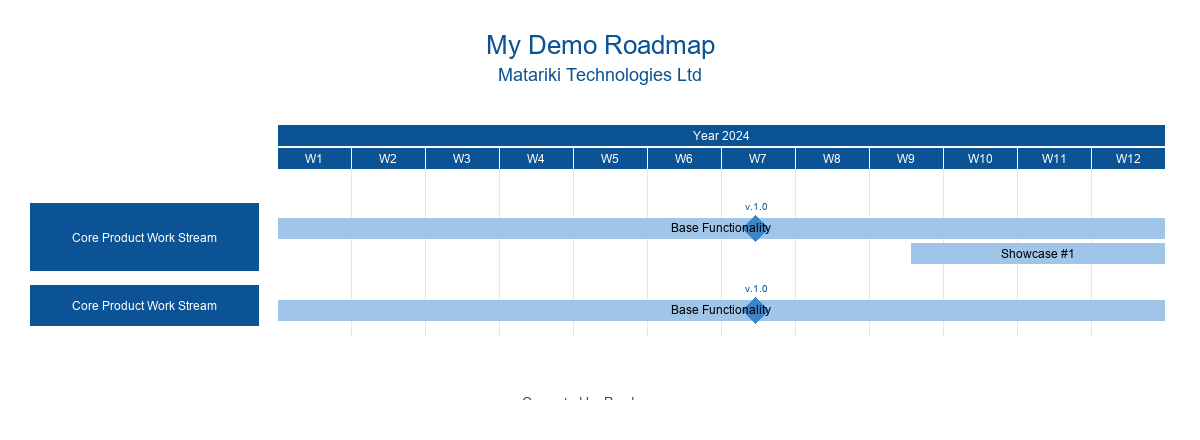 My Demo Roadmap
Matariki Technologies Ltd
Year 2024
W1 W2 W3 W4 W5 W6 W7 W8 W9 W10 W11 W12
v.1.0
Core Product Work Stream
Base Functionality
Showcase #1
v.1.0
Core Product Work Stream
Base Functionality